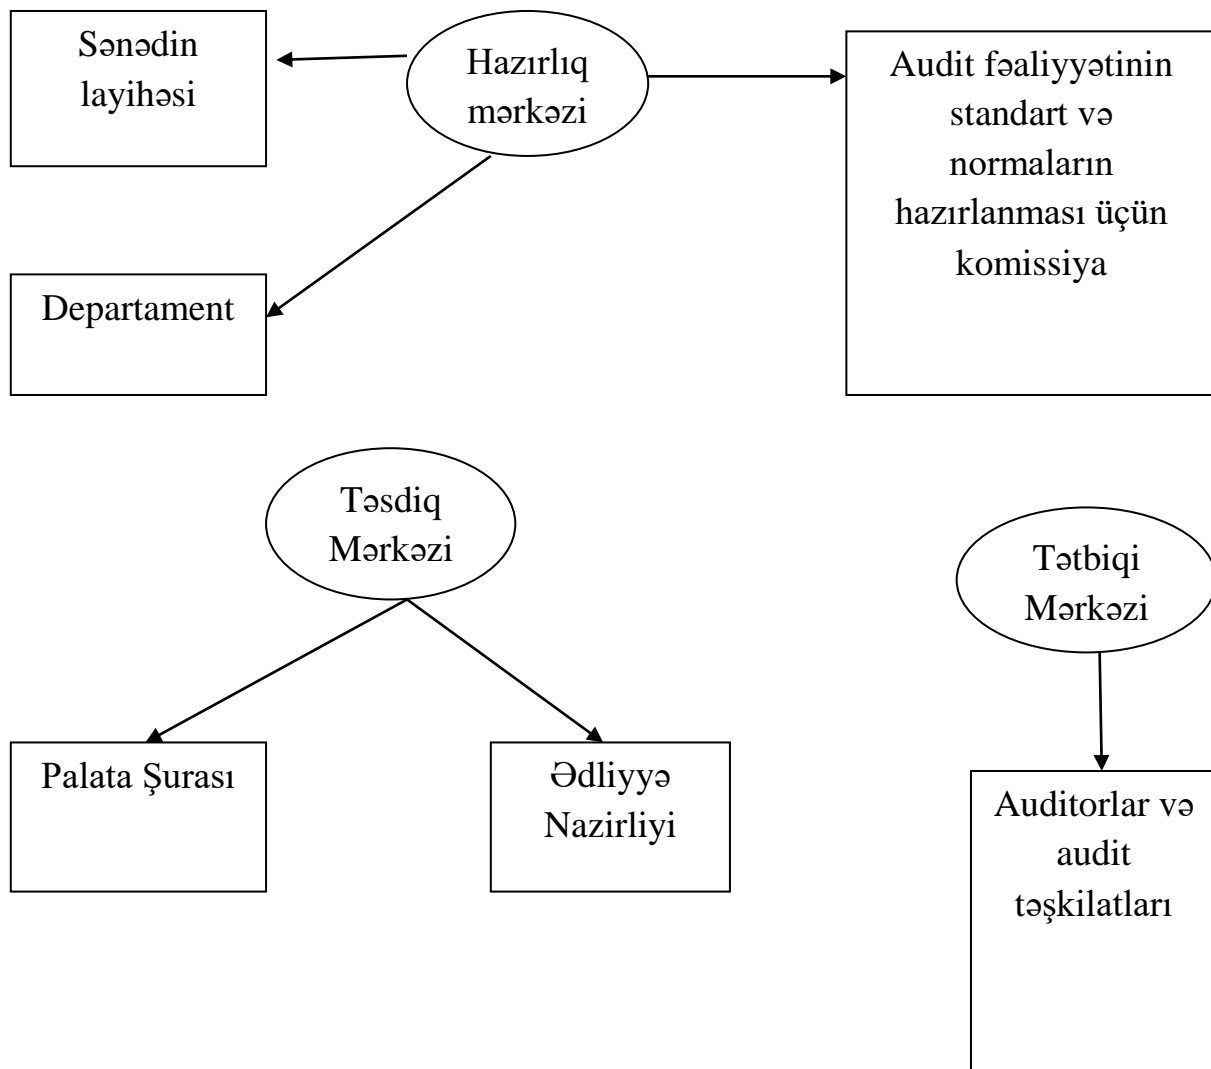 Sənədin
layihəsi
Hazırlıq
mərkəzi
Audit fəaliyyətinin
standart və
normaların
hazırlanması üçün
komissiya
Departament
Təsdiq
Mərkəzi
Tətbiqi
Mərkəzi
Palata Şurası
Ədliyyə
Nazirliyi
Auditorlar və
audit
təşkilatları